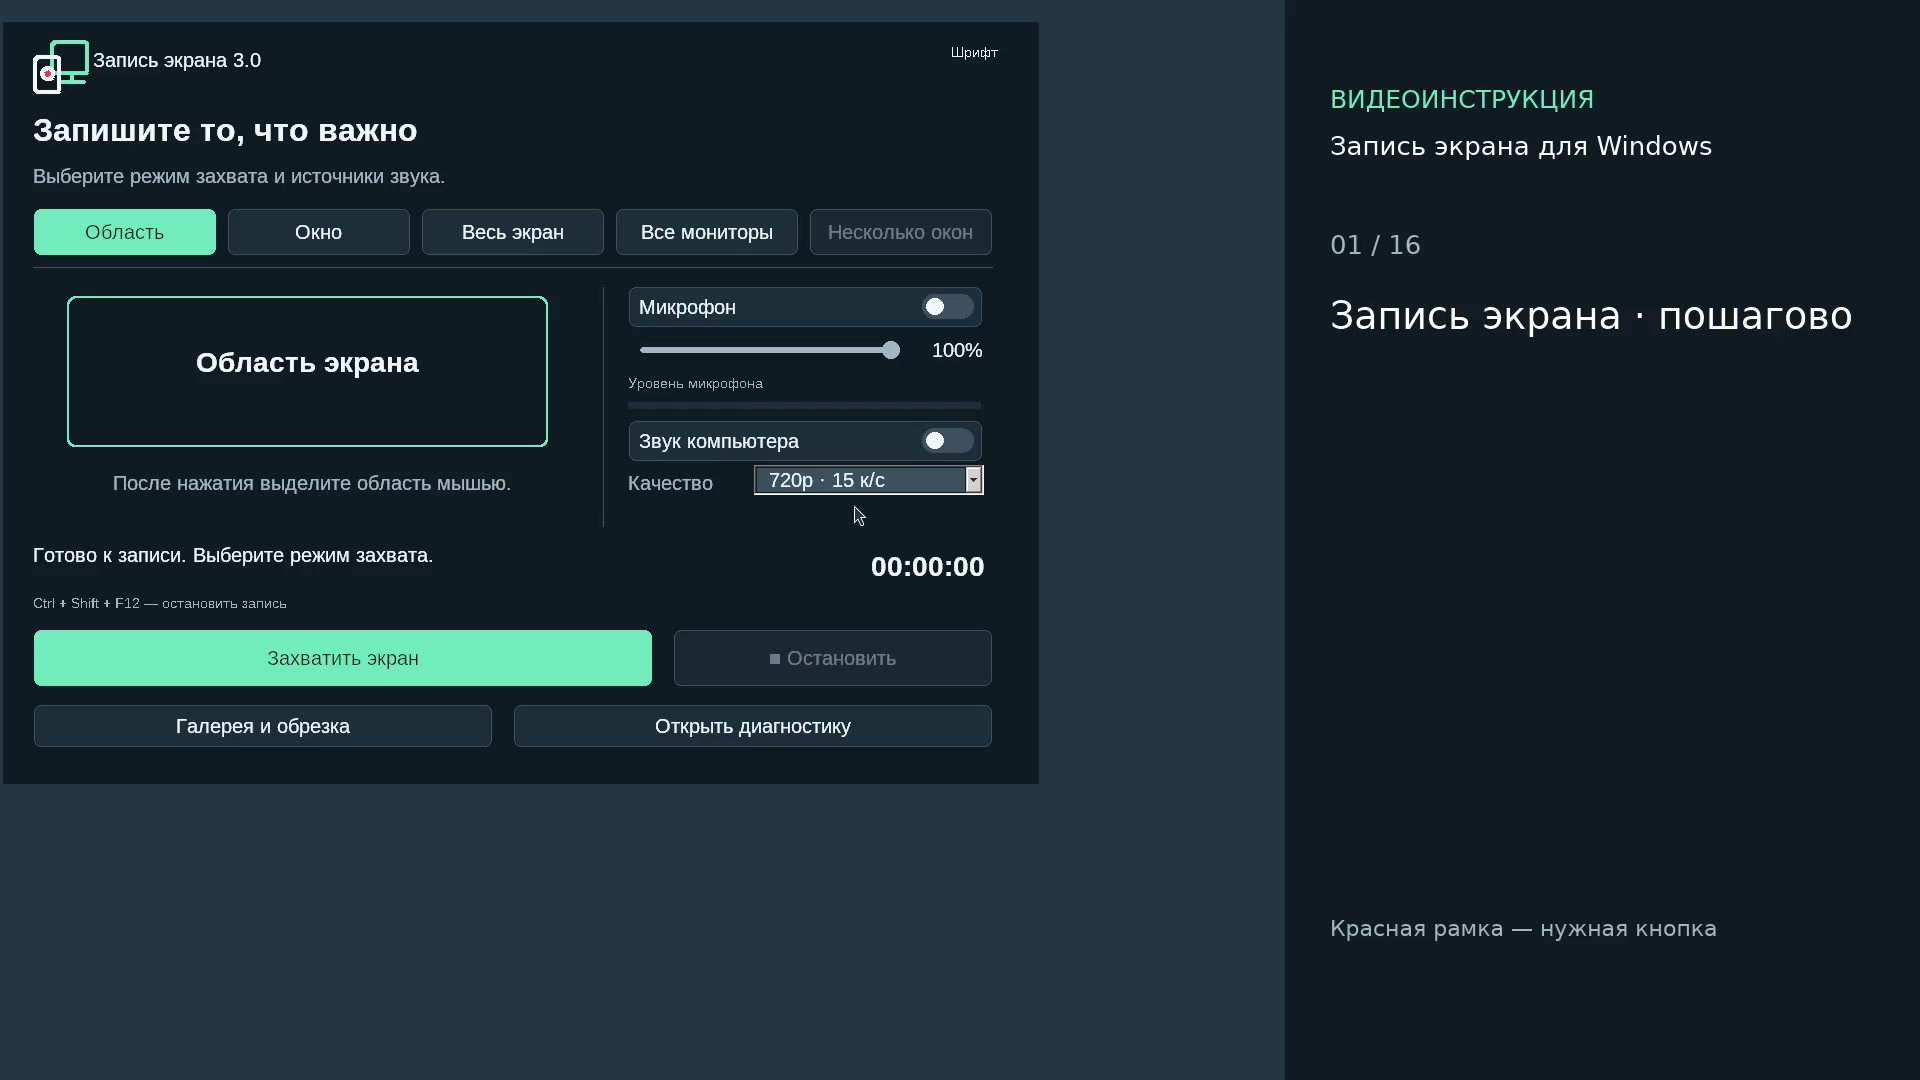 Запись экрана 3.0
Шрифт
Запишите то, что важно
Выберите режим захвата и источники звука.
Область
Окно
Весь экран
Все мониторы
Несколько окон
Область экрана
После нажатия выделите область мышью.
Микрофон
100%
Уровень микрофона
Звук компьютера
Качество
720p · 15 к/с
Готово к записи. Выберите режим захвата.
00:00:00
Ctrl + Shift + F12 — остановить запись
Захватить экран
■ Остановить
Галерея и обрезка
Открыть диагностику
ВИДЕОИНСТРУКЦИЯ
Запись экрана для Windows
01 / 16
Запись экрана · пошагово
Красная рамка — нужная кнопка